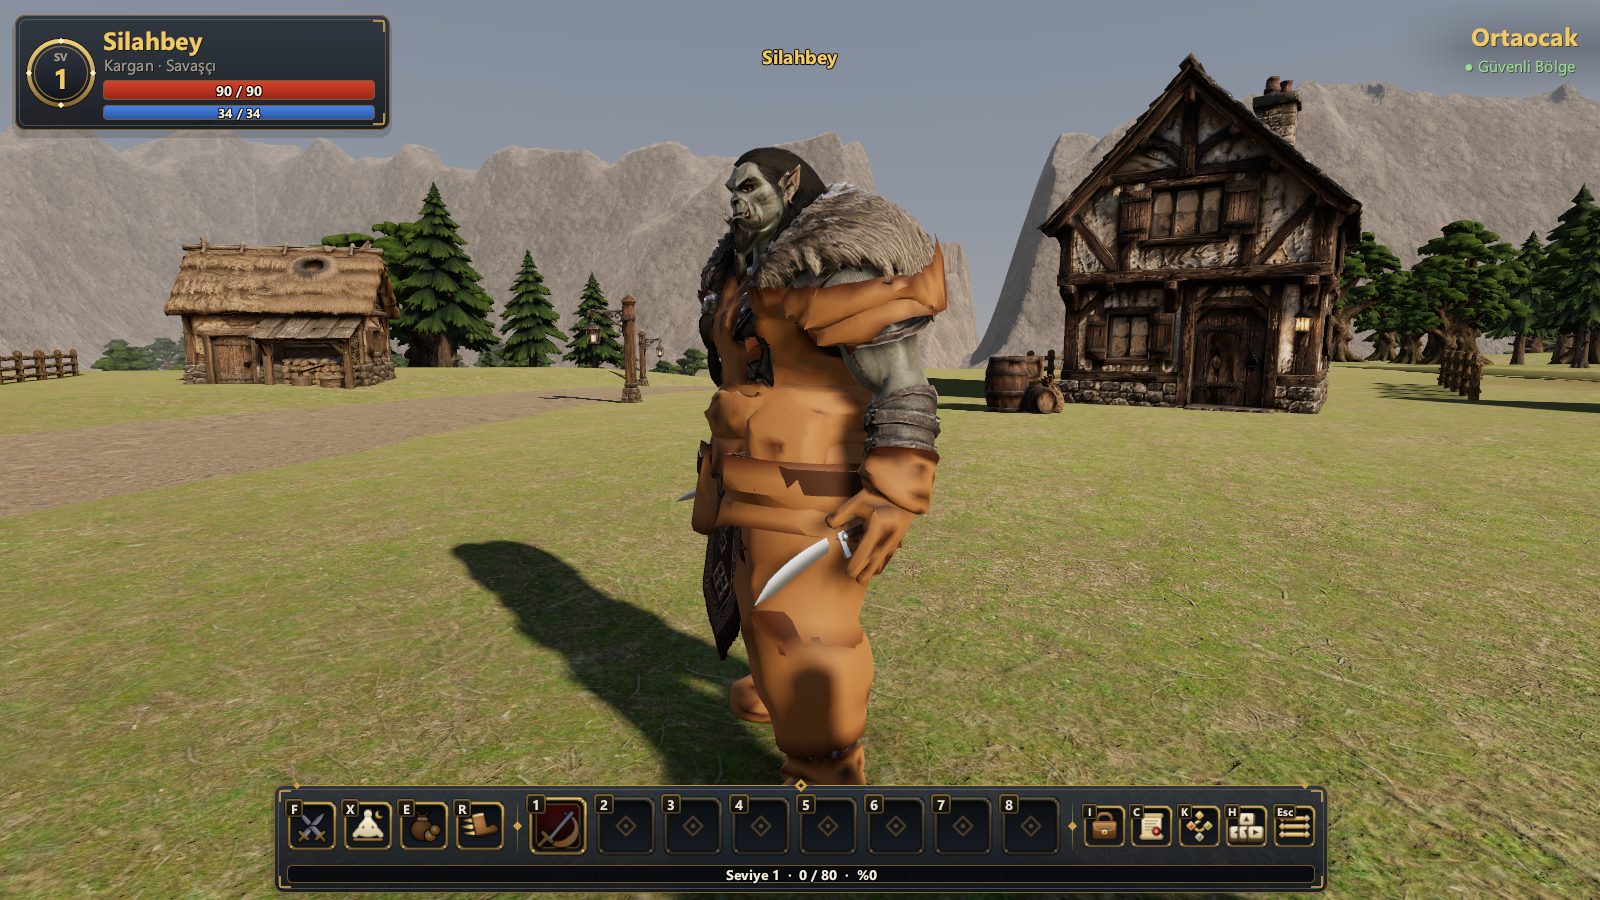 SV
1
Silahbey
Kargan · Savaşçı
90 / 90
34 / 34
Silahbey
Ortaocak
Güvenli Bölge
F
X
E
R
1
2
3
4
5
6
7
8
I
C
K
H
Esc
Seviye 1 · 0 / 80 · %0